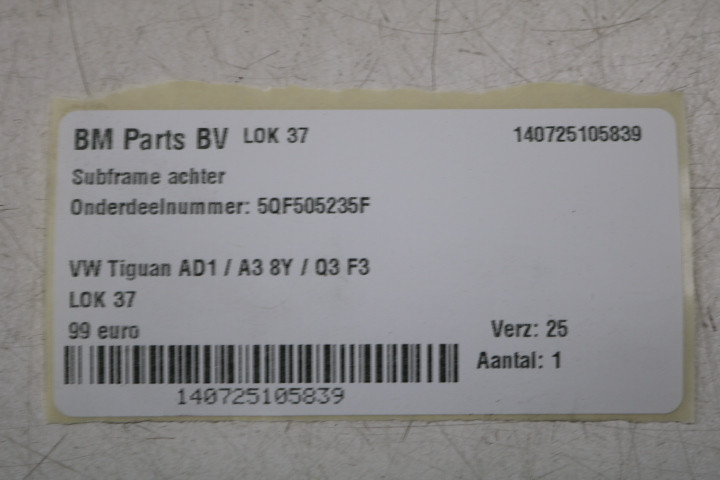 BM Parts BV LOK 37 140725105839
Subframe achter
Onderdeelnummer: 5QF505235F
VW Tiguan AD1 / A3 8Y / Q3 F3
LOK 37
99 euro Verz: 25
Aantal: 1
140725105839